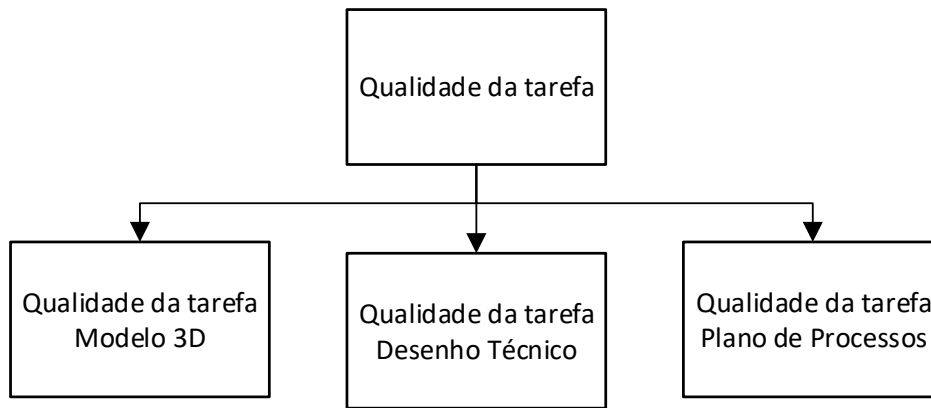 Qualidade da tarefa
Qualidade da tarefa
Modelo 3D
Qualidade da tarefa
Desenho Técnico
Qualidade da tarefa
Plano de Processos